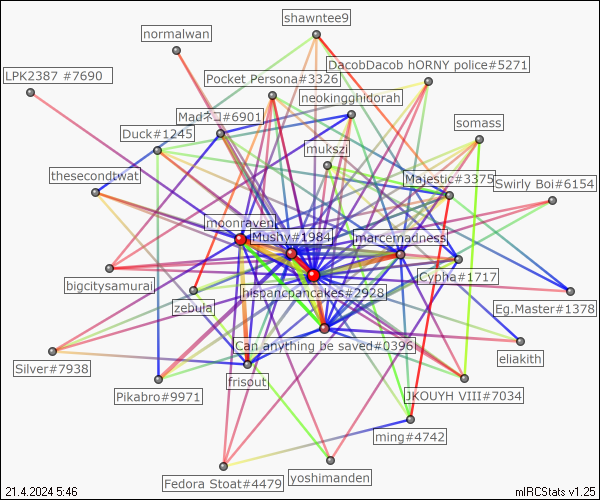 shawntee9
normalwan
DacobDacob hORNY police#5271
LPK2387 #7690
Pocket Persona#3326
neokingghidorah
Madネ#6901
somass
Duck#1245
mukszi
thesecondtwat
Majestic#3375
Swirly Boi#6154
moonraven
Mushy#1984
marcemadness
Cypha#1717
bigcitysamurai
hispancpancakes#2928
zebula
Eg.Master#1378
Can anything be saved#0396
eliakith
Silver#7938
frisout
Pikabro#9971
JKOUYH VIII#7034
ming#4742
Fedora Stoat#4479
yoshimanden
21.4.2024 5:46
mIRCStats v1.25